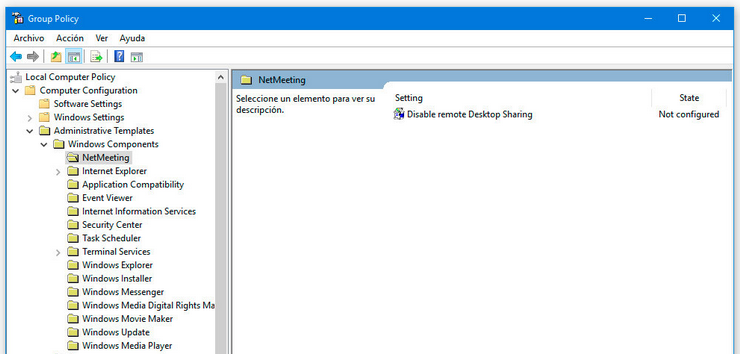 Group Policy
Archivo Acción Ver Ayuda
Local Computer Policy
Computer Configuration
Software Settings
Windows Settings
Administrative Templates
Windows Components
NetMeeting
Internet Explorer
Application Compatibility
Event Viewer
Internet Information Services
Security Center
Task Scheduler
Terminal Services
Windows Explorer
Windows Installer
Windows Messenger
Windows Media Digital Rights Ma
Windows Movie Maker
Windows Update
Windows Media Player
NetMeeting
Seleccione un elemento para ver su
descripción.
Setting State
Disable remote Desktop Sharing Not configured